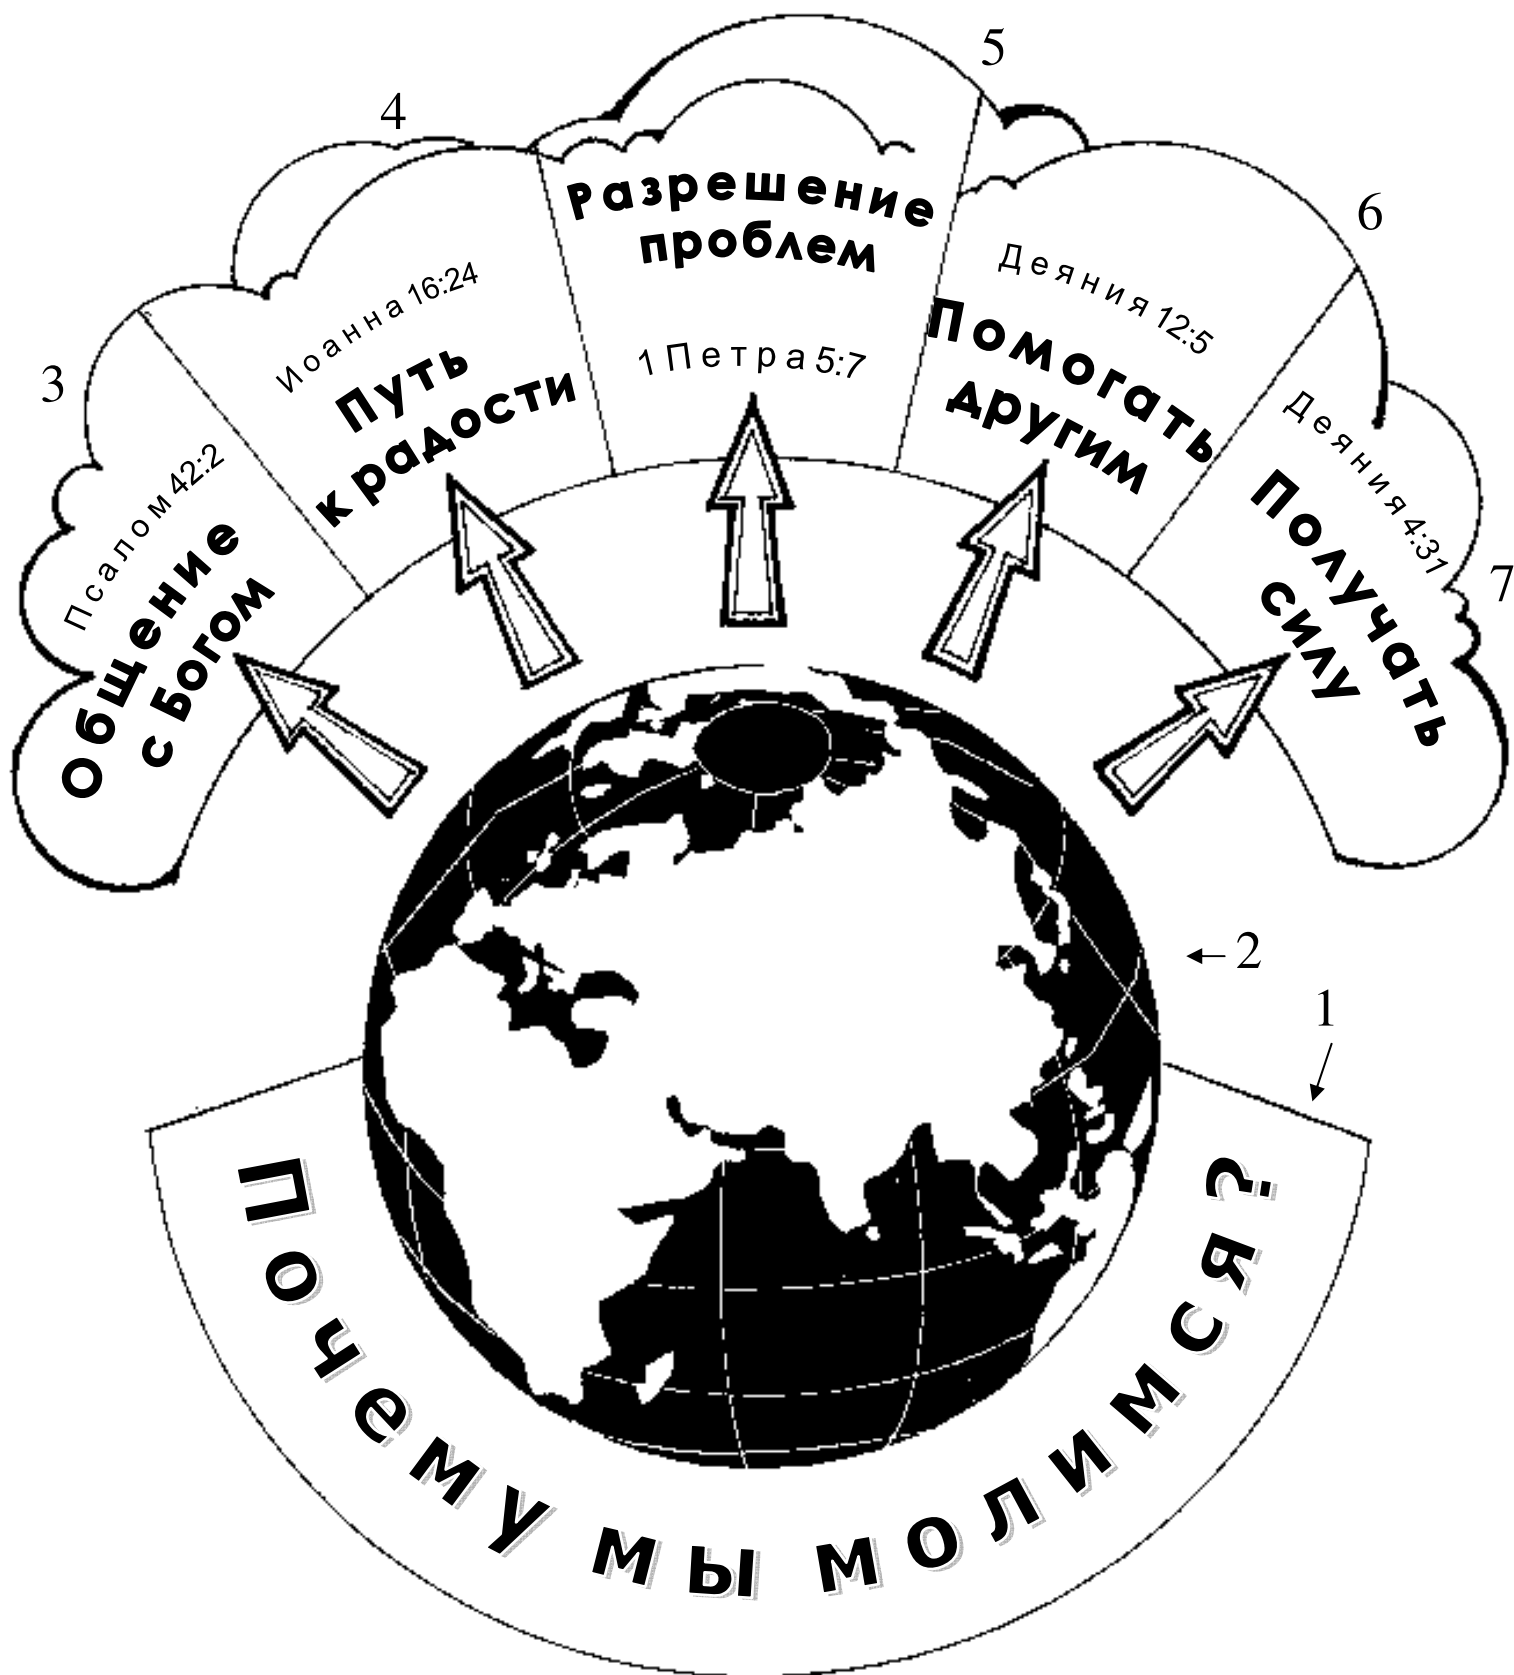 3
Псалом 42:2
Общение
с Богом
4
Иоанна 16:24
Путь
к радости
5
Разрешение
проблем
1 Петра 5:7
6
Деяния 12:5
Помогать
другим
7
Деяния 4:31
Получать
силу
2
1
Почему мы молимся?